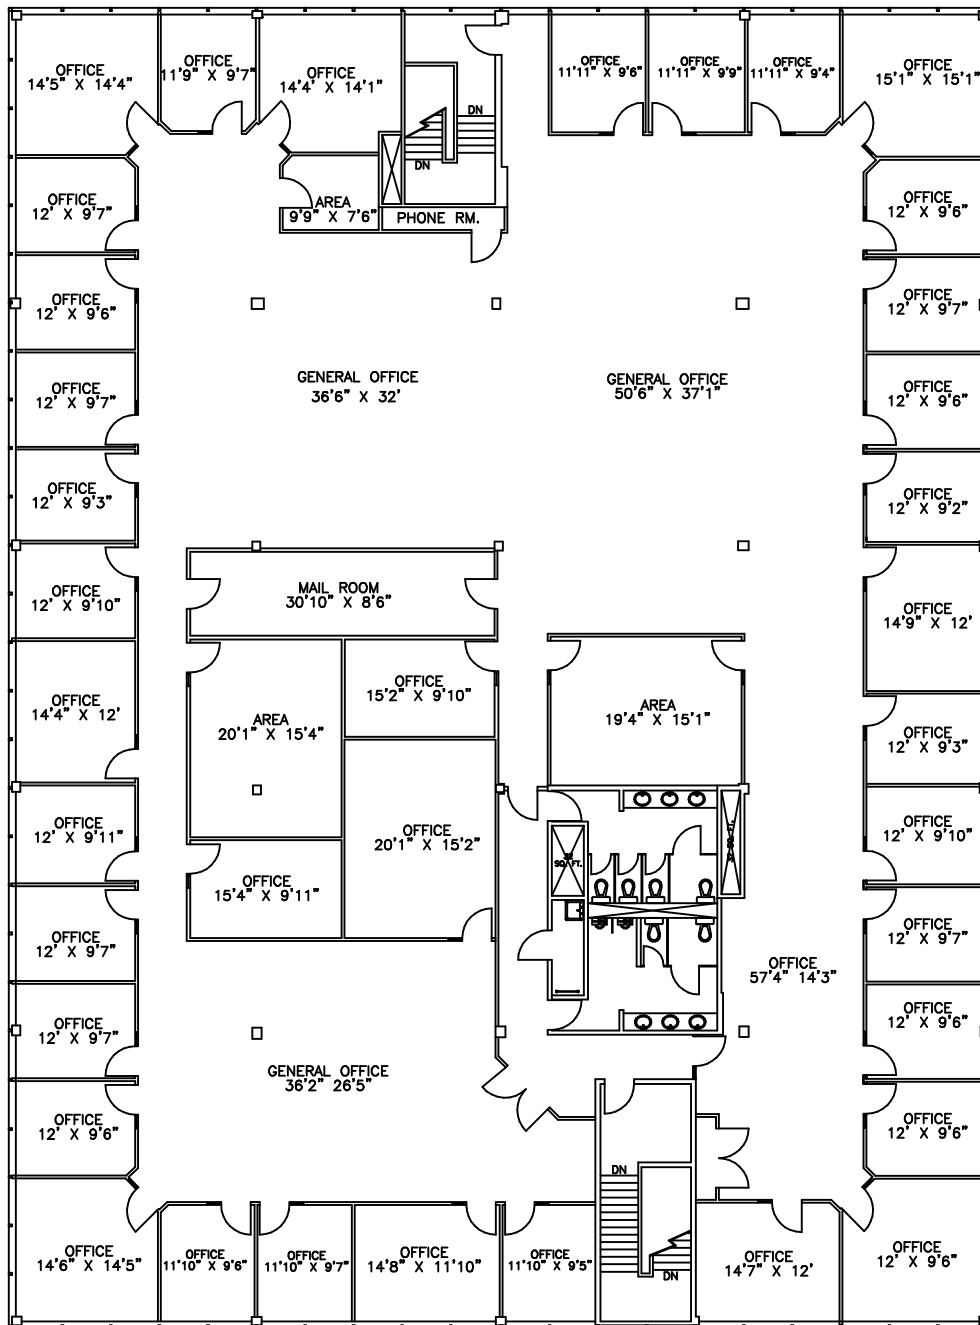 OFFICE
14'5" X 14'4"
OFFICE
11'9" X 9'7"
OFFICE
14'4" X 14'1"
DN
DN
OFFICE
11'11" X 9'6"
OFFICE
11'11" X 9'9"
OFFICE
11'11" X 9'4"
OFFICE
15'1" X 15'1"
OFFICE
12' X 9'7"
AREA
9'9" X 7'6"
PHONE RM.
OFFICE
12' X 9'6"
OFFICE
12' X 9'6"
OFFICE
12' X 9'7"
GENERAL OFFICE
36'6" X 32'
GENERAL OFFICE
50'6" X 37'1"
OFFICE
12' X 9'7"
OFFICE
12' X 9'6"
OFFICE
12' X 9'3"
OFFICE
12' X 9'2"
OFFICE
12' X 9'10"
MAIL ROOM
30'10" X 8'6"
OFFICE
14'9" X 12'
OFFICE
14'4" X 12'
AREA
20'1" X 15'4"
OFFICE
15'2" X 9'10"
AREA
19'4" X 15'1"
OFFICE
12' X 9'3"
OFFICE
12' X 9'11"
OFFICE
20'1" X 15'2"
SQ. FT.
SQ. FT.
OFFICE
12' X 9'10"
OFFICE
15'4" X 9'11"
OFFICE
12' X 9'7"
OFFICE
12' X 9'7"
OFFICE
57'4" 14'3"
OFFICE
12' X 9'7"
OFFICE
12' X 9'6"
GENERAL OFFICE
36'2" 26'5"
OFFICE
12' X 9'6"
OFFICE
12' X 9'6"
DN
DN
OFFICE
14'6" X 14'5"
OFFICE
11'10" X 9'6"
OFFICE
11'10" X 9'7"
OFFICE
14'8" X 11'10"
OFFICE
11'10" X 9'5"
OFFICE
14'7" X 12'
OFFICE
12' X 9'6"